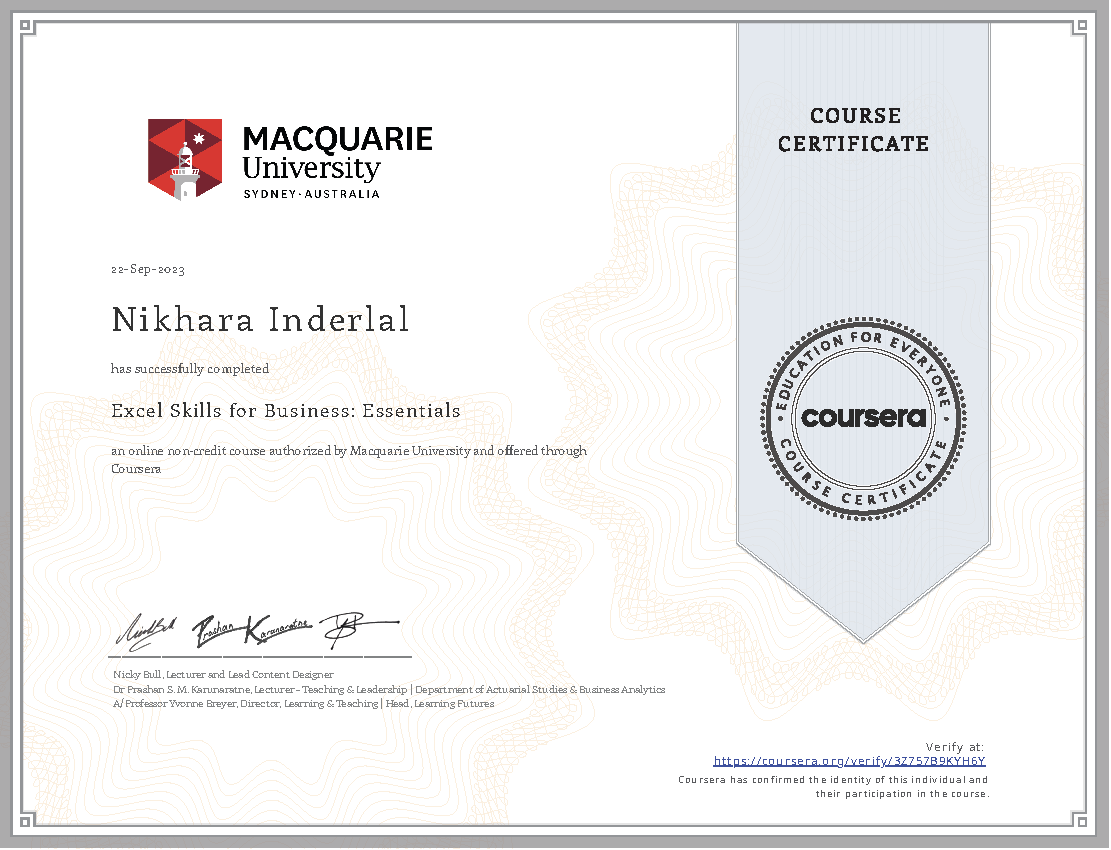 MACQUARIE
University
SYDNEY·AUSTRALIA
COURSE
CERTIFICATE
22-Sep-2023
Nikhara Inderlal
has successfully completed
Excel Skills for Business: Essentials
an online non-credit course authorized by Macquarie University and offered through
Coursera
EDUCATION FOR EVERYONE
coursera
COURSE CERTIFICATE
Prashan Karunaratne
Nicky Bull, Lecturer and Lead Content Designer
Dr Prashan S. M. Karunaratne, Lecturer - Teaching & Leadership | Department of Actuarial Studies & Business Analytics
A/Professor Yvonne Breyer, Director, Learning & Teaching | Head, Learning Futures
Verify at:
https://coursera.org/verify/3Z757B9KYH6Y
Coursera has confirmed the identity of this individual and
their participation in the course.